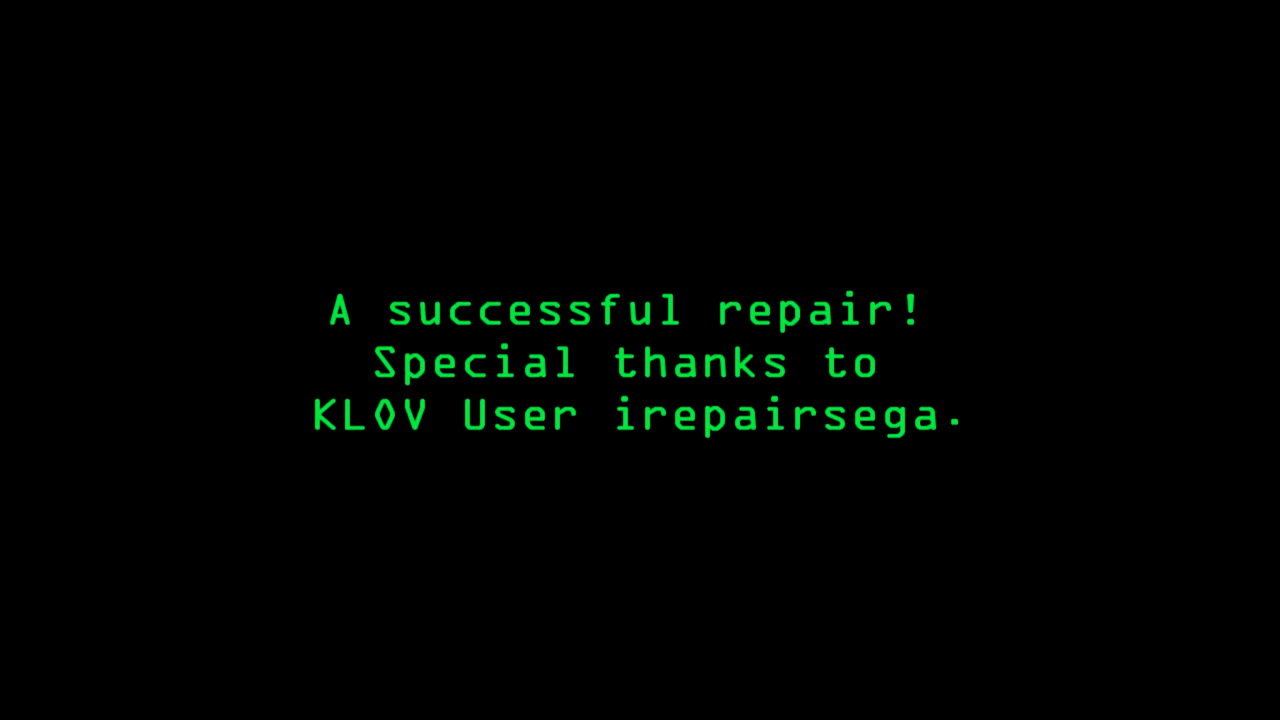 A successful repair!
Special thanks to
KLOV User irepairsega.